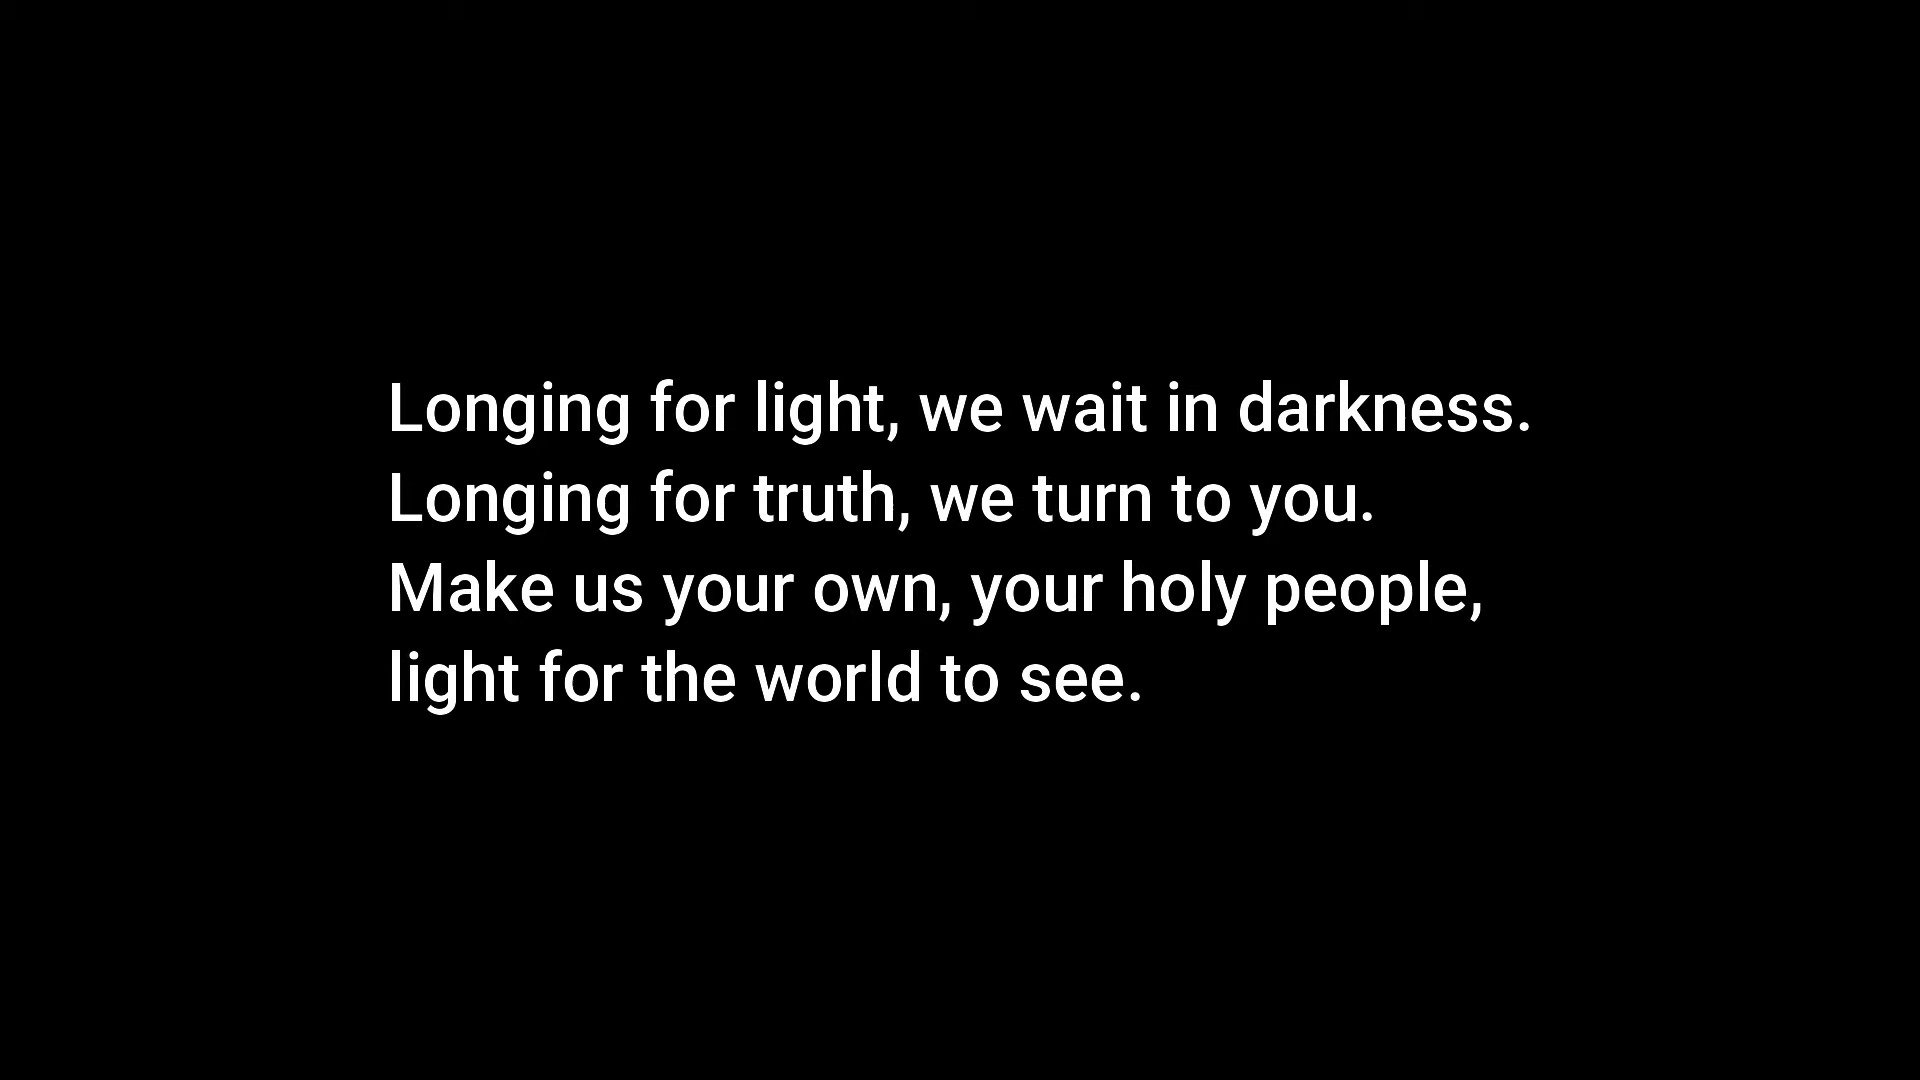 Longing for light, we wait in darkness.
Longing for truth, we turn to you.
Make us your own, your holy people,
light for the world to see.